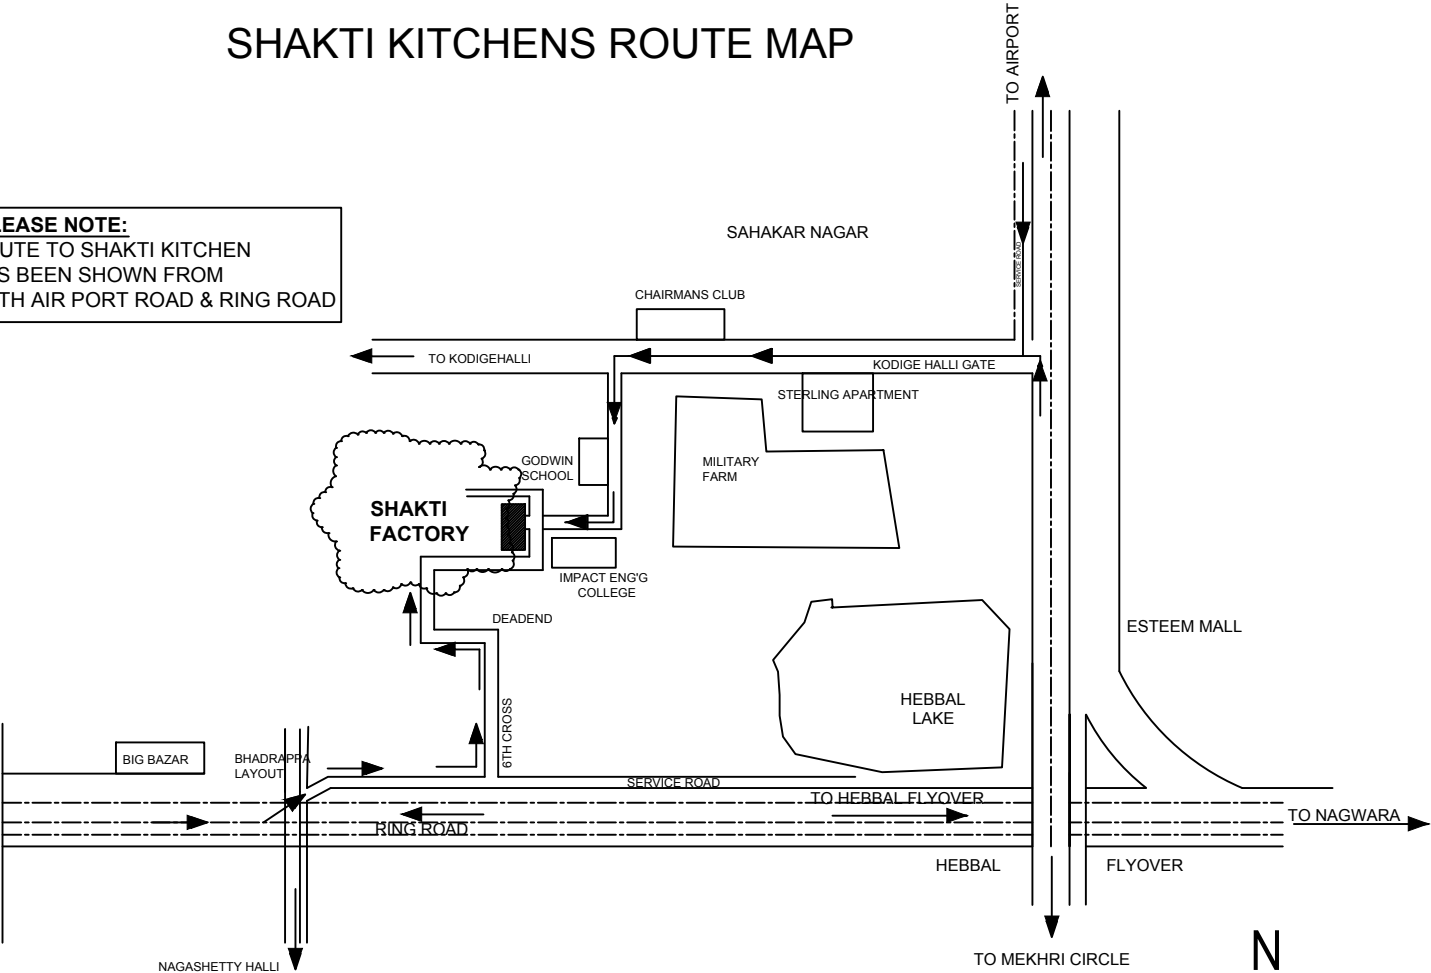 SHAKTI KITCHENS ROUTE MAP
TO AIRPORT
LEASE NOTE:
UTE TO SHAKTI KITCHEN
S BEEN SHOWN FROM
TH AIR PORT ROAD & RING ROAD
SAHAKAR NAGAR
SERVICE ROAD
CHAIRMANS CLUB
TO KODIGEHALLI
KODIGE HALLI GATE
STERLING APARTMENT
GODWIN
SCHOOL
MILITARY
FARM
SHAKTI
FACTORY
IMPACT ENG'G
COLLEGE
DEADEND
ESTEEM MALL
HEBBAL
LAKE
6TH CROSS
BIG BAZAR
BHADRAPPA
LAYOUT
SERVICE ROAD
TO HEBBAL FLYOVER
RING ROAD
TO NAGWARA
HEBBAL FLYOVER
NAGASHETTY HALLI
TO MEKHRI CIRCLE
N